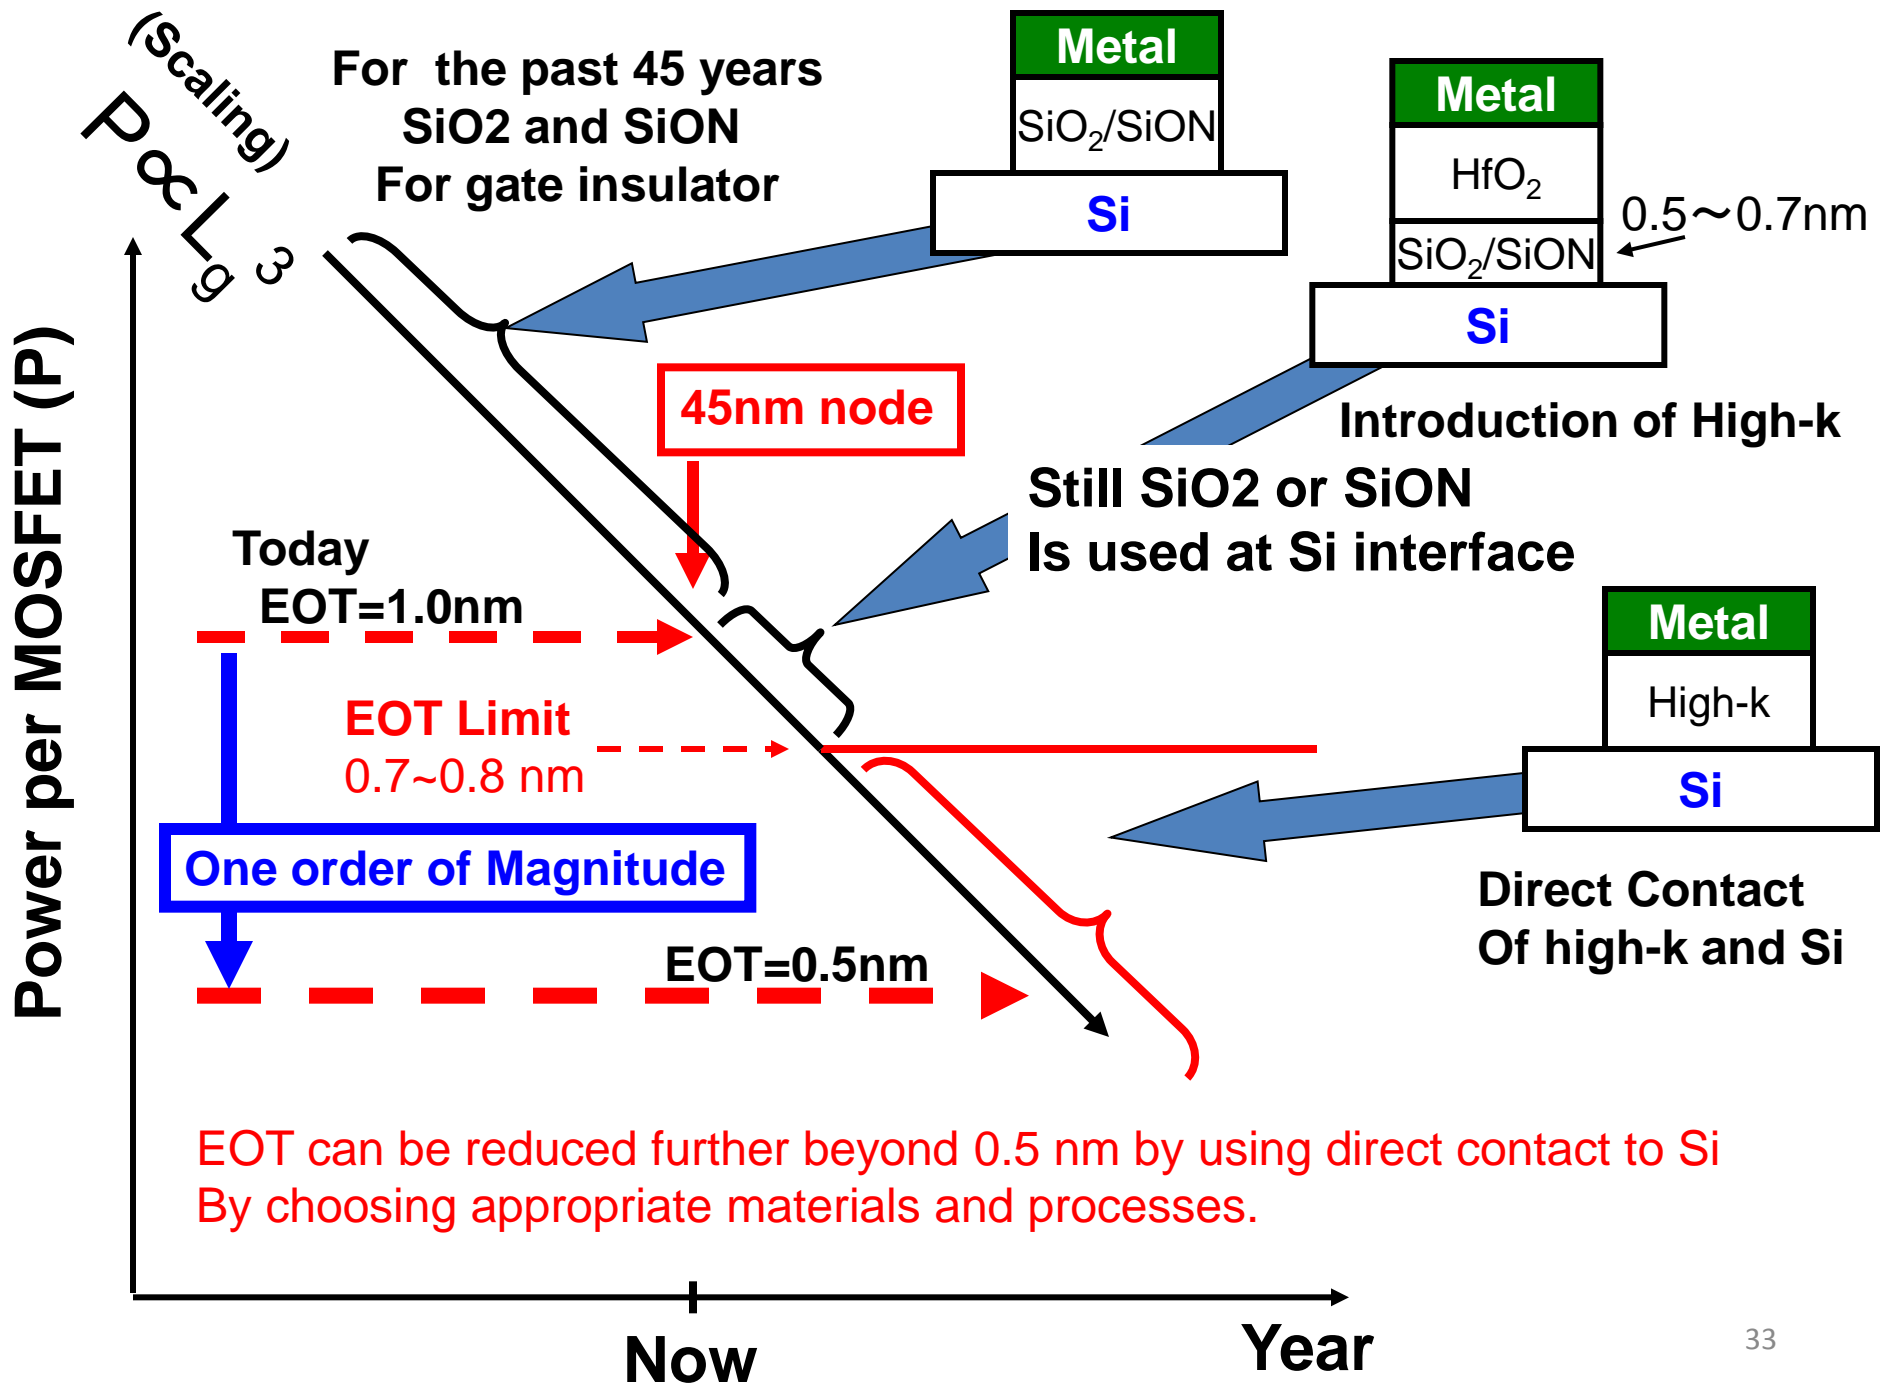 (Scaling)
P∝Lg 3
For the past 45 years
SiO2 and SiON
For gate insulator
Metal
SiO2/SiON
Si
Metal
HfO2
SiO2/SiON
Si
0.5～0.7nm
Introduction of High-k
45nm node
Still SiO2 or SiON
Is used at Si interface
Today
EOT=1.0nm
EOT Limit
0.7~0.8 nm
Metal
High-k
Si
One order of Magnitude
Direct Contact
Of high-k and Si
EOT=0.5nm
Power per MOSFET (P)
EOT can be reduced further beyond 0.5 nm by using direct contact to Si
By choosing appropriate materials and processes.
Now
Year
33